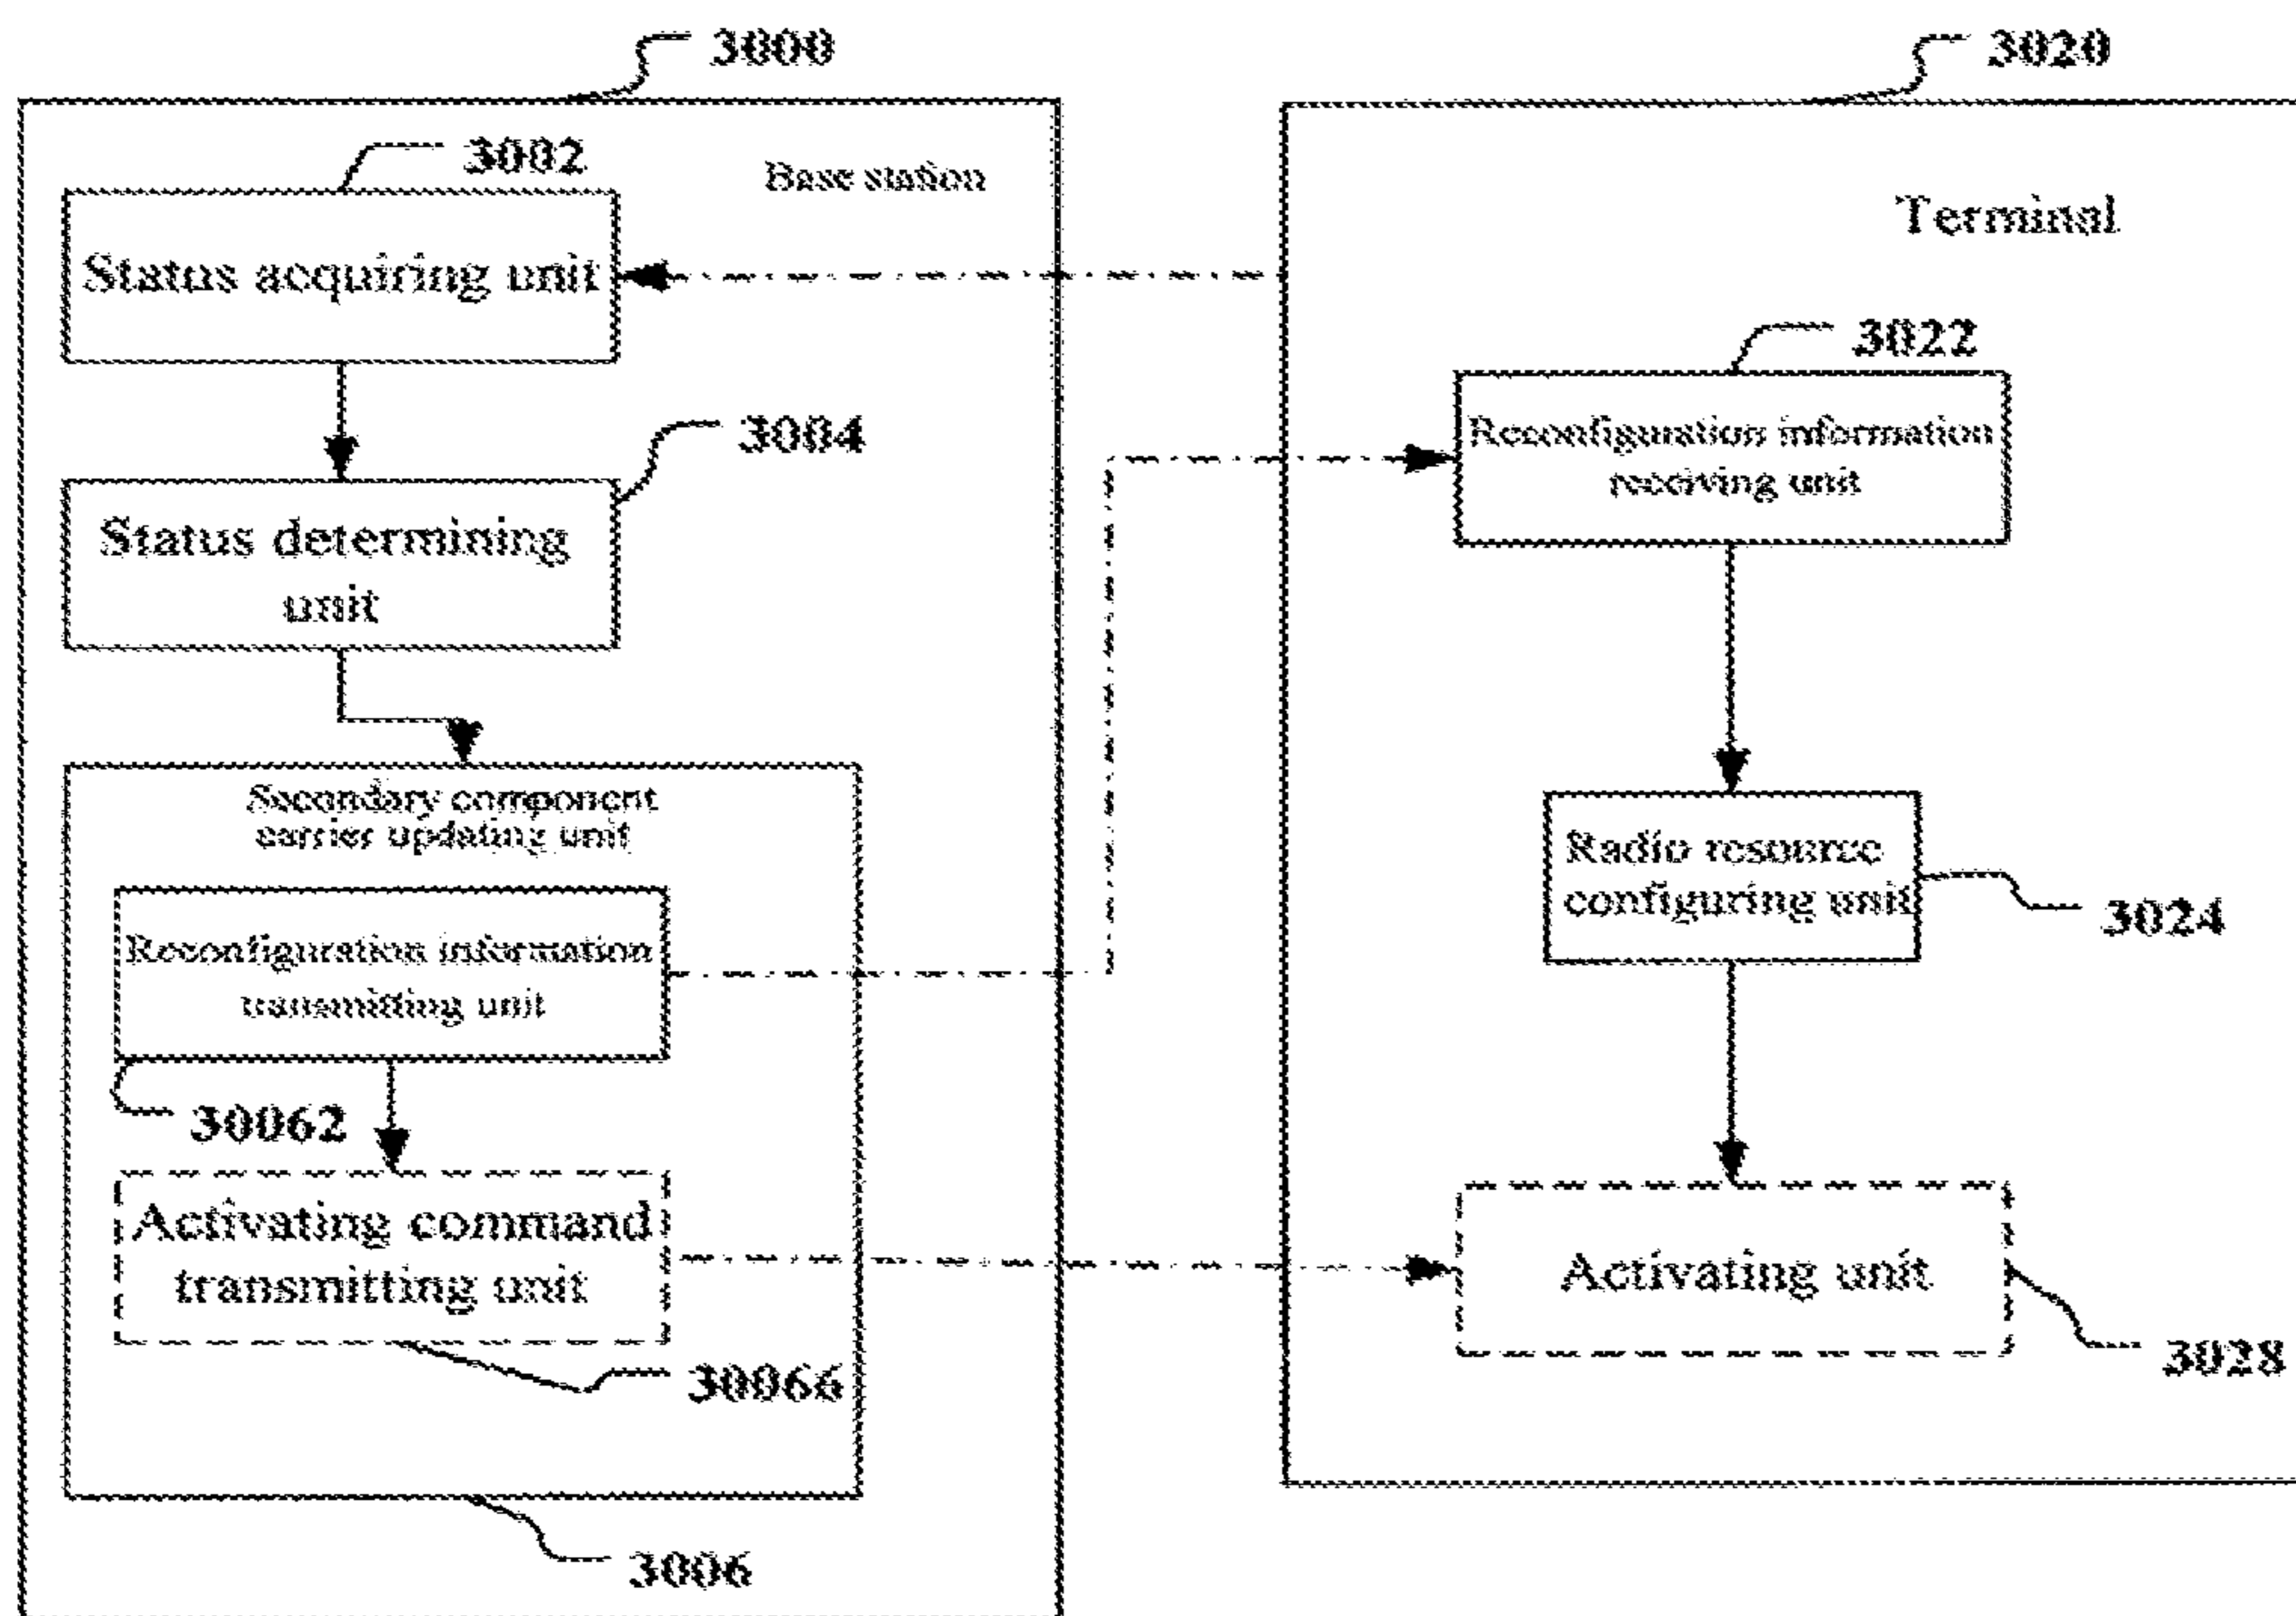 3000
3002
Base station
Status acquiring unit
3004
Status determining
unit
Secondary component
carrier updating unit
Reconfiguration information
transmitting unit
30062
Activating command
transmitting unit
30066
3006
3020
Terminal
3022
Reconfiguration information
receiving unit
Radio resource
configuring unit
3024
Activating unit
3028